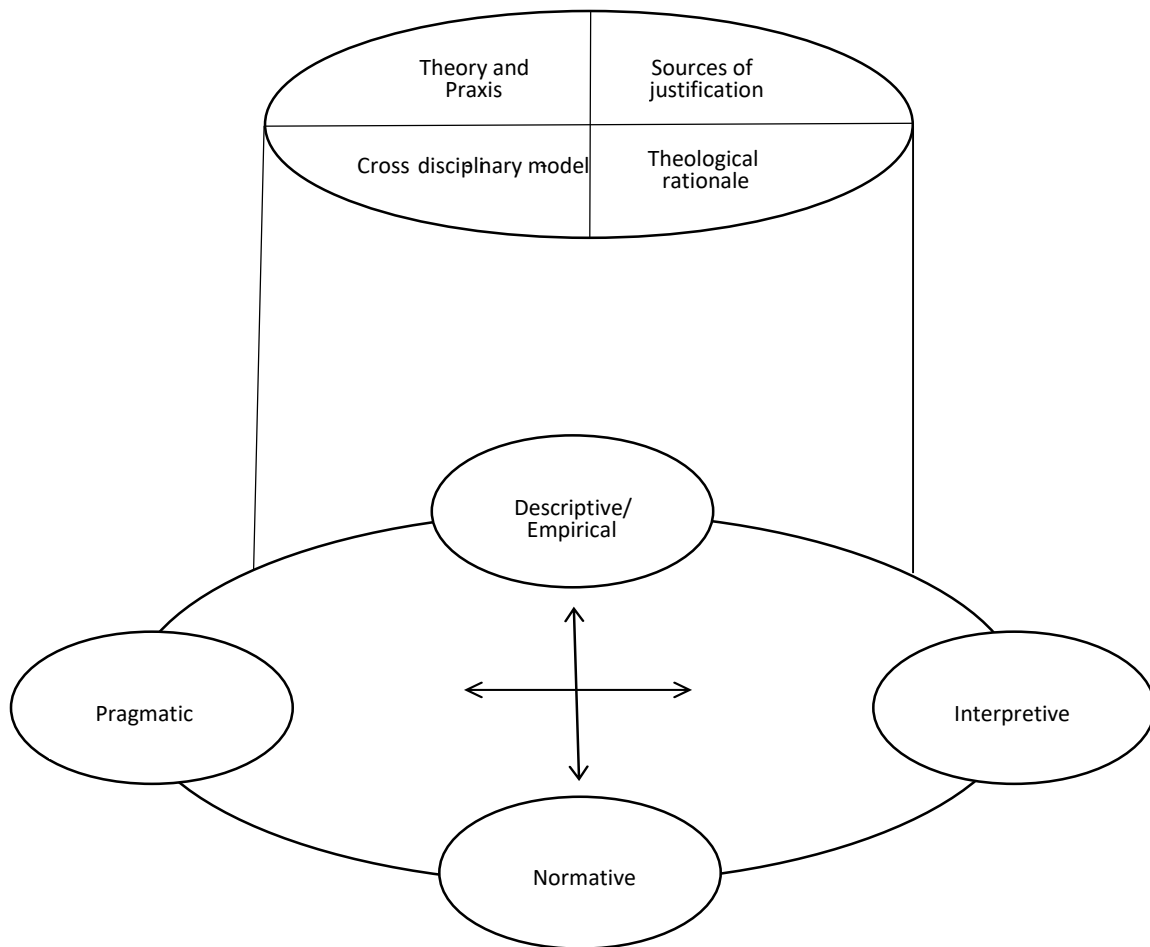 Theory and
Praxis
Sources of
justification
Cross disciplinary model
Theological
rationale
Descriptive/
Empirical
Pragmatic
Interpretive
Normative